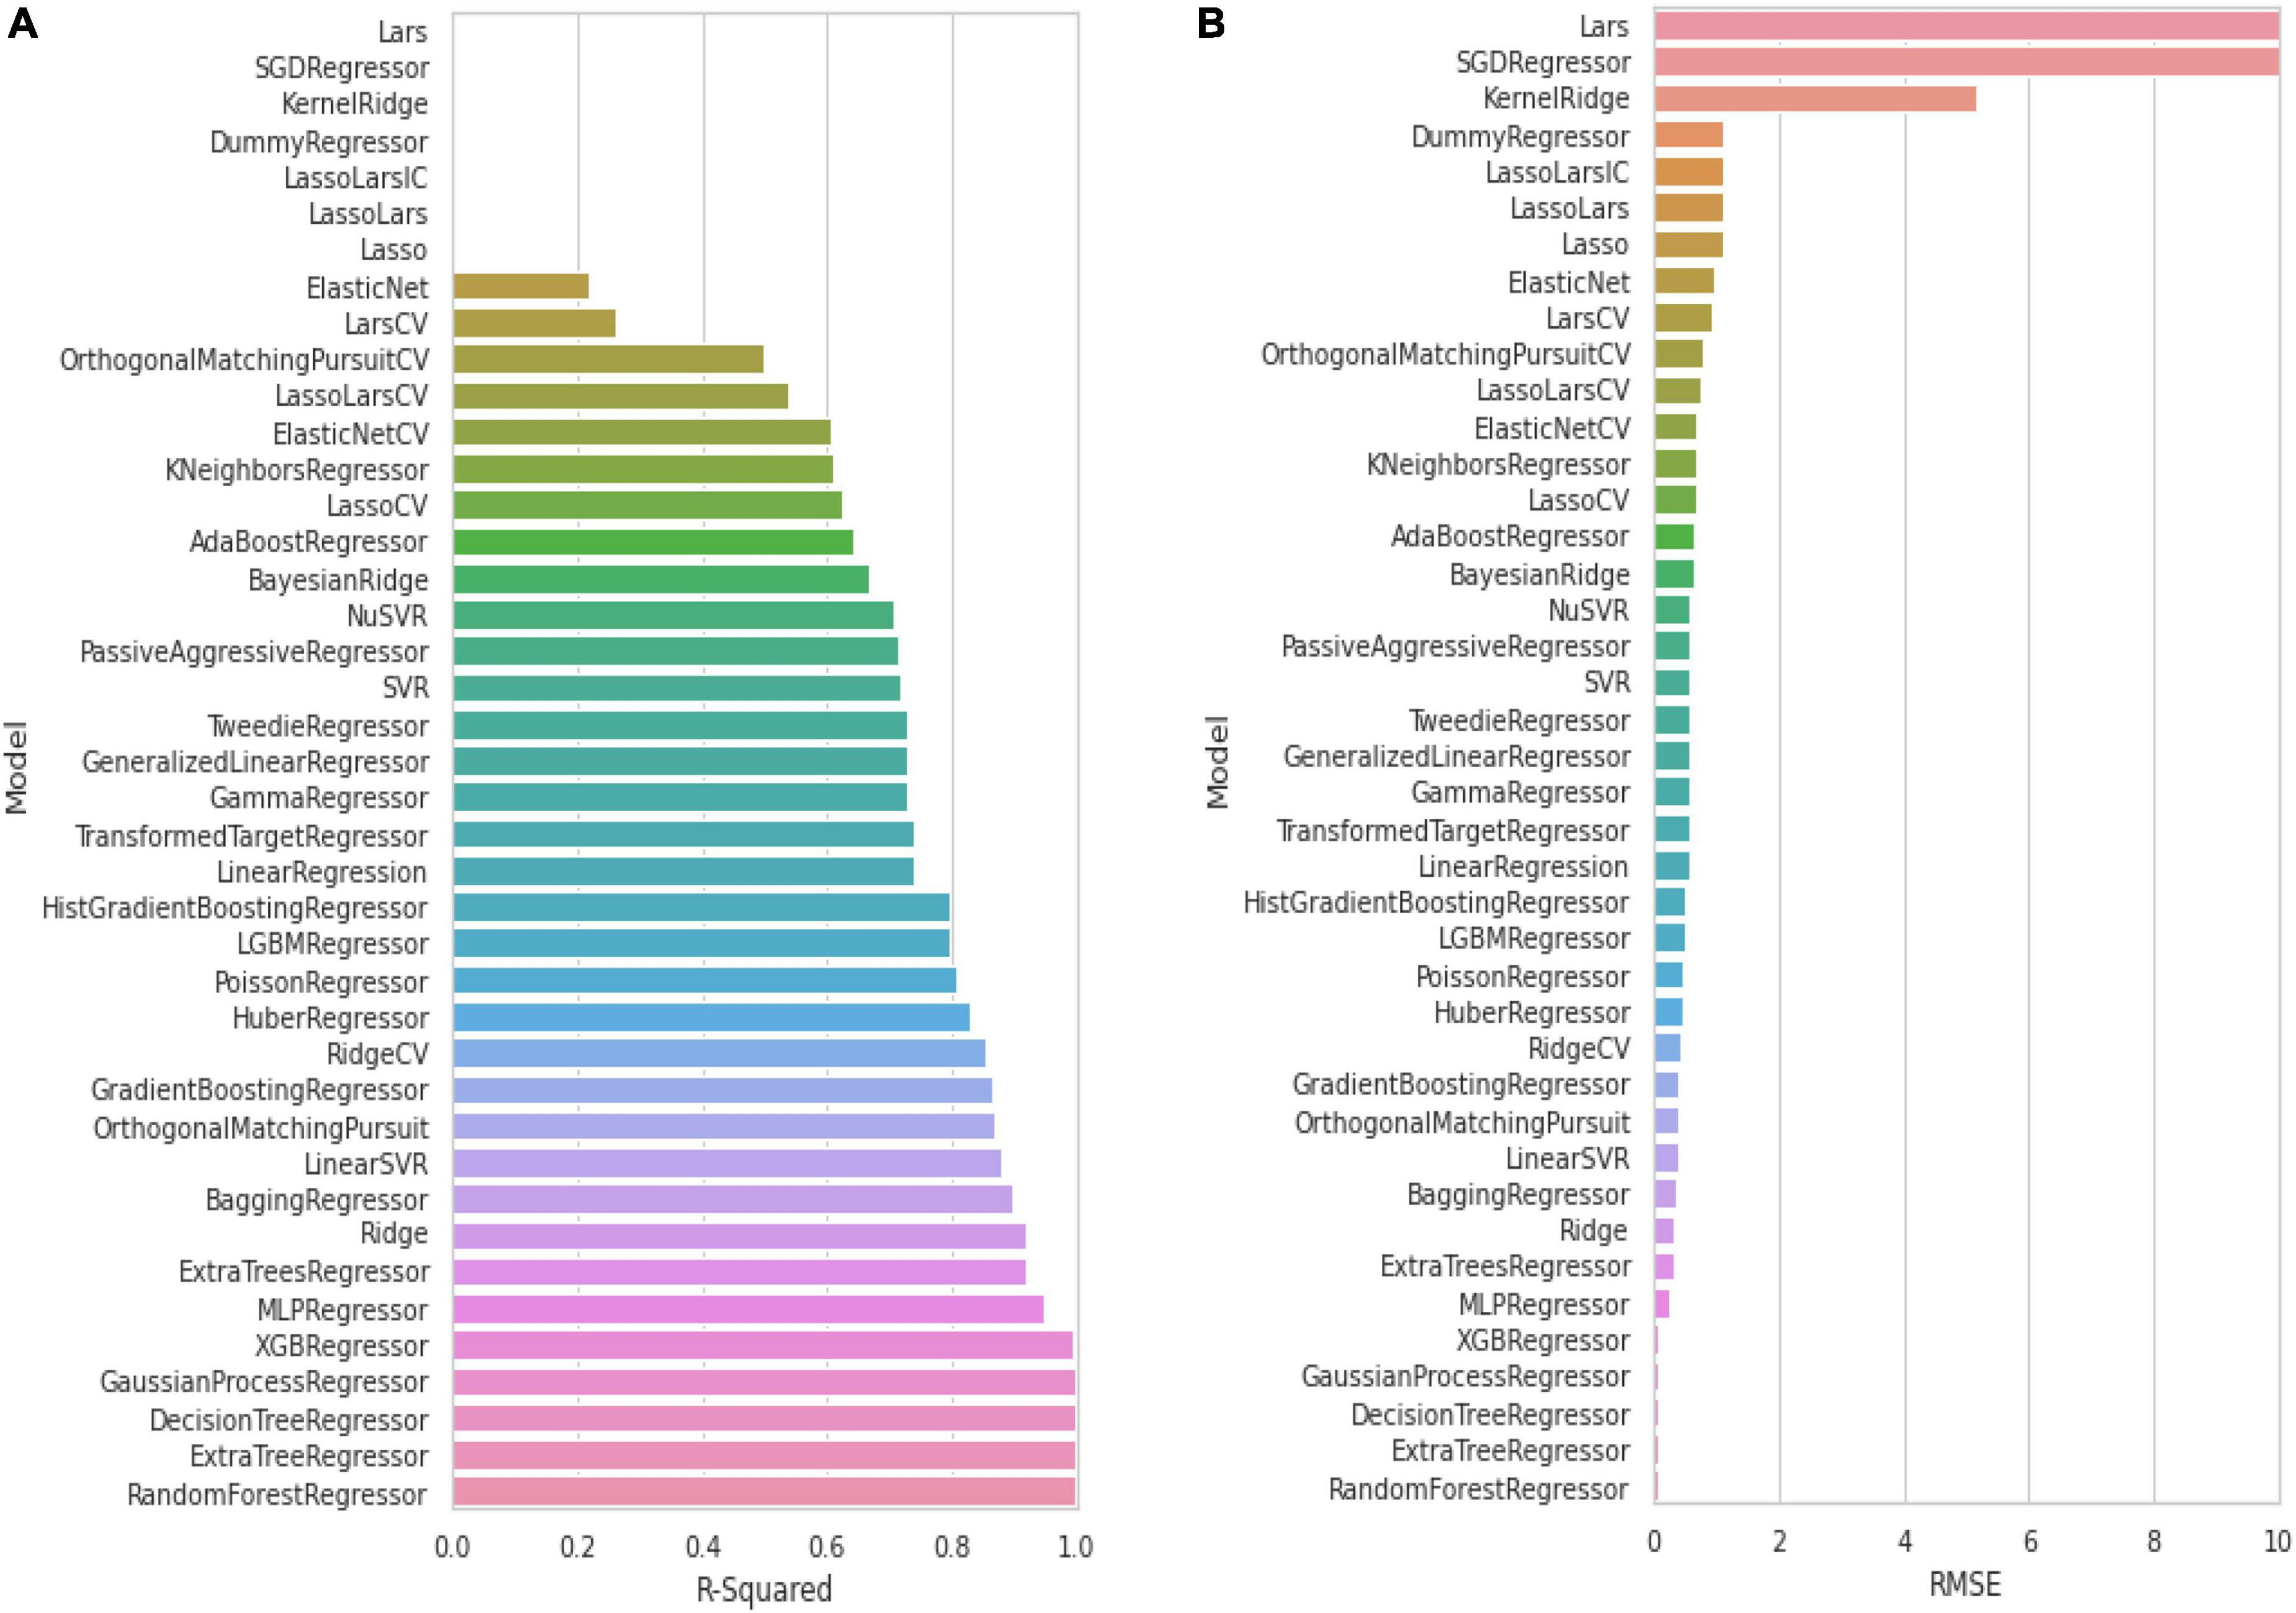 A
Lars
SGDRegressor
KernelRidge
DummyRegressor
LassoLarsIC
LassoLars
Lasso
ElasticNet
LarsCV
OrthogonalMatchingPursuitCV
LassoLarsCV
ElasticNetCV
KNeighborsRegressor
LassoCV
AdaBoostRegressor
BayesianRidge
NuSVR
PassiveAggressiveRegressor
SVR
TweedieRegressor
GeneralizedLinearRegressor
GammaRegressor
TransformedTargetRegressor
LinearRegression
HistGradientBoostingRegressor
LGBMRegressor
PoissonRegressor
HuberRegressor
RidgeCV
GradientBoostingRegressor
OrthogonalMatchingPursuit
LinearSVR
BaggingRegressor
Ridge
ExtraTreesRegressor
MLPRegressor
XGBRegressor
GaussianProcessRegressor
DecisionTreeRegressor
ExtraTreeRegressor
RandomForestRegressor
Model
0.0 0.2 0.4 0.6 0.8 1.0
R-Squared
B
Lars
SGDRegressor
KernelRidge
DummyRegressor
LassoLarsIC
LassoLars
Lasso
ElasticNet
LarsCV
OrthogonalMatchingPursuitCV
LassoLarsCV
ElasticNetCV
KNeighborsRegressor
LassoCV
AdaBoostRegressor
BayesianRidge
NuSVR
PassiveAggressiveRegressor
SVR
TweedieRegressor
GeneralizedLinearRegressor
GammaRegressor
TransformedTargetRegressor
LinearRegression
HistGradientBoostingRegressor
LGBMRegressor
PoissonRegressor
HuberRegressor
RidgeCV
GradientBoostingRegressor
OrthogonalMatchingPursuit
LinearSVR
BaggingRegressor
Ridge
ExtraTreesRegressor
MLPRegressor
XGBRegressor
GaussianProcessRegressor
DecisionTreeRegressor
ExtraTreeRegressor
RandomForestRegressor
Model
0 2 4 6 8 10
RMSE